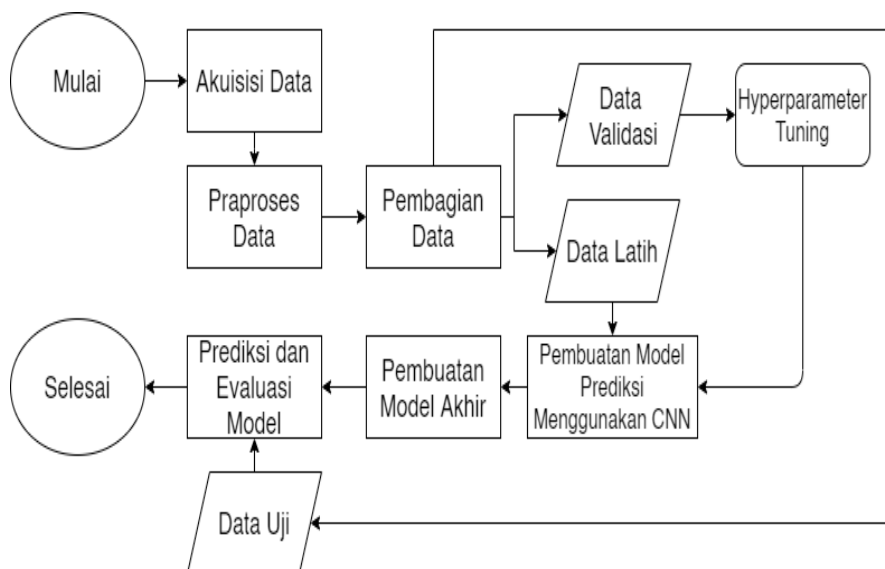 Mulai
Akuisisi Data
Praproses
Data
Pembagian
Data
Data
Validasi
Hyperparameter
Tuning
Data Latih
Pembuatan Model
Prediksi
Menggunakan CNN
Pembuatan
Model Akhir
Prediksi dan
Evaluasi
Model
Selesai
Data Uji